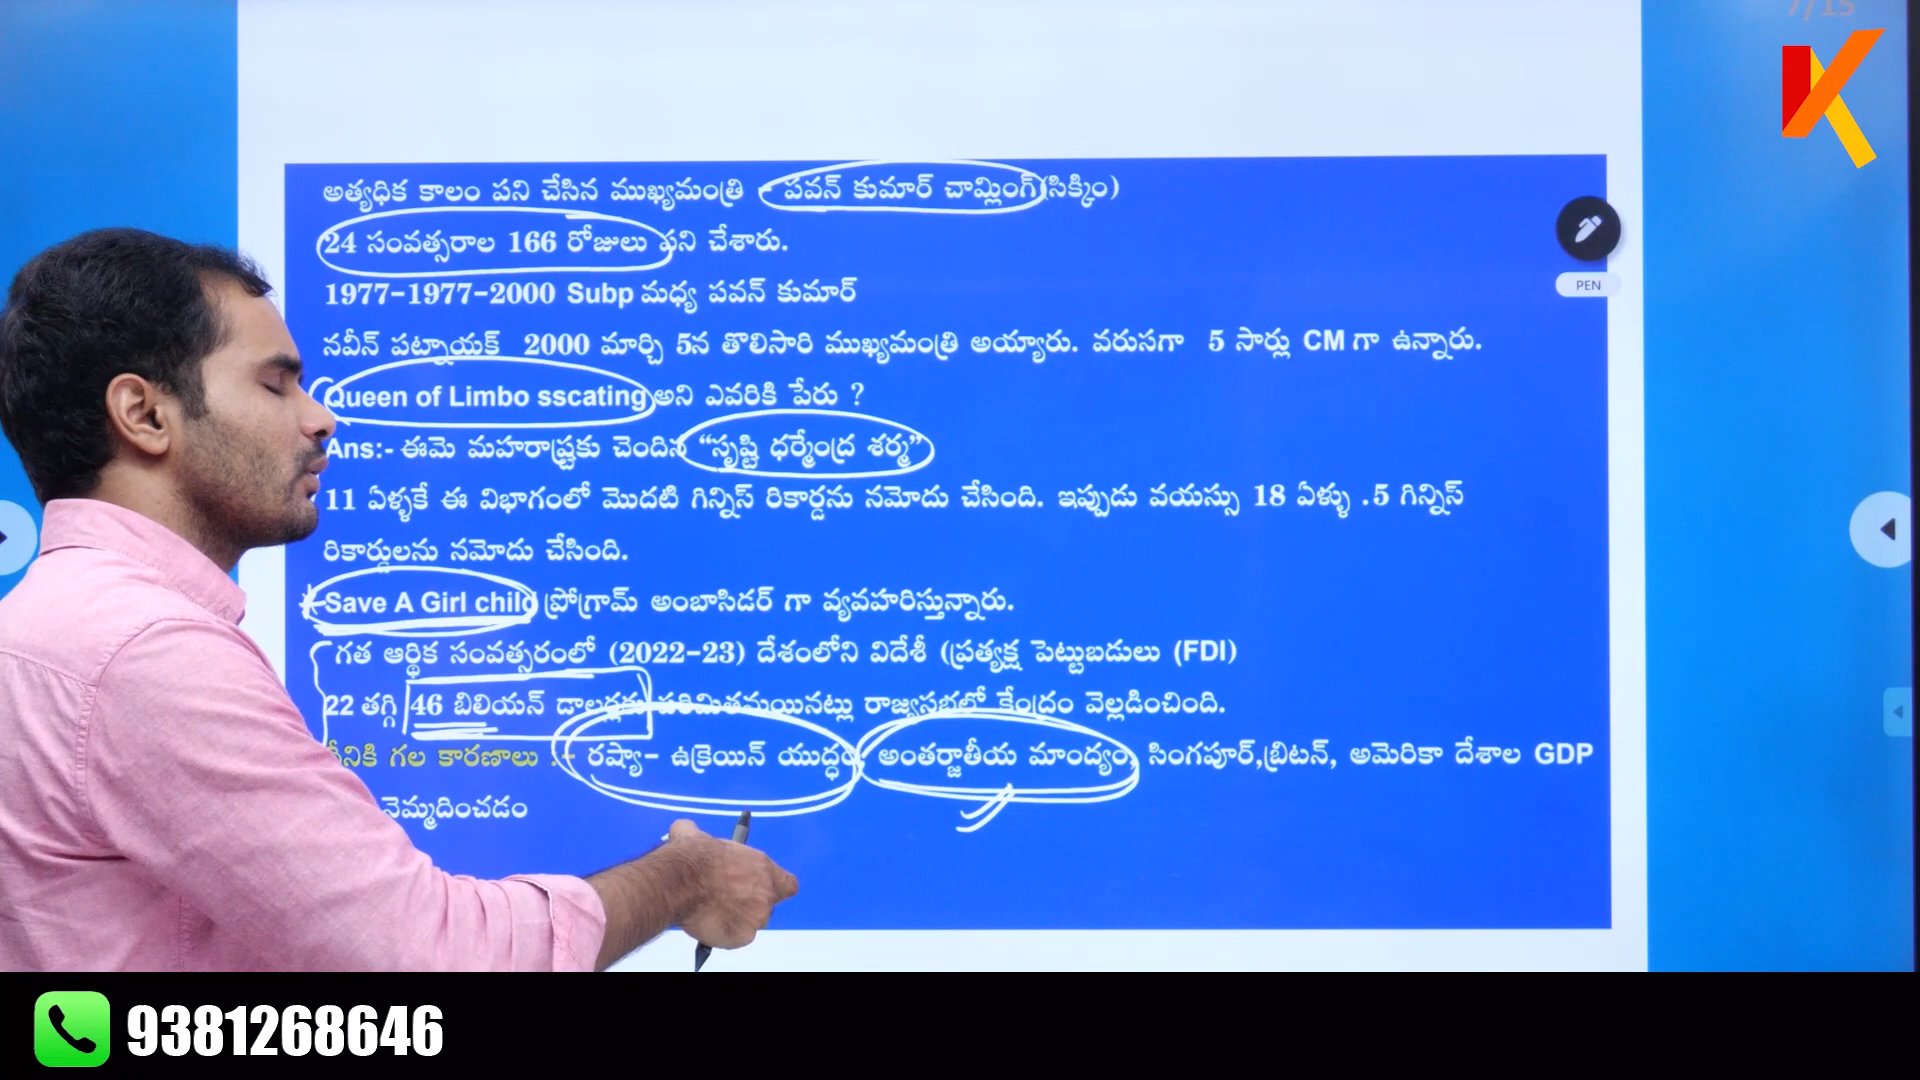 7/15
అత్యధిక కాలం పని చేసిన ముఖ్యమంత్రి - పవన్ కుమార్ చామ్లింగ్(సిక్కిం)
24 సంవత్సరాల 166 రోజులు పని చేశారు.
PEN
1977-1977-2000 Subp మధ్య పవన్ కుమార్
నవీన్ పట్నాయక్ 2000 మార్చి 5న తొలిసారి ముఖ్యమంత్రి అయ్యారు. వరుసగా 5 సార్లు CM గా ఉన్నారు.
Queen of Limbo sscating అని ఎవరికి పేరు ?
Ans:- ఈమె మహరాష్ట్రకు చెందిన “సృష్టి ధర్మేంద్ర శర్మ”
11 ఏళ్ళకే ఈ విభాగంలో మొదటి గిన్నిస్ రికార్డను నమోదు చేసింది. ఇప్పుడు వయస్సు 18 ఏళ్ళు .5 గిన్నిస్
రికార్డులను నమోదు చేసింది.
Save A Girl child ప్రోగ్రామ్ అంబాసిడర్ గా వ్యవహరిస్తున్నారు.
గత ఆర్థిక సంవత్సరంలో (2022-23) దేశంలోని విదేశీ (ప్రత్యక్ష పెట్టుబడులు (FDI)
22 తగ్గి 46 బిలియన్ డాలర్లకు పరిమితమయినట్లు రాజ్యసభలో కేంద్రం వెల్లడించింది.
గల కారణాలు :- రష్యా- ఉక్రెయిన్ యుద్ధం, అంతర్జాతీయ మాంద్యం, సింగపూర్,బ్రిటన్, అమెరికా దేశాల GDP
నెమ్మదించడం
9381268646